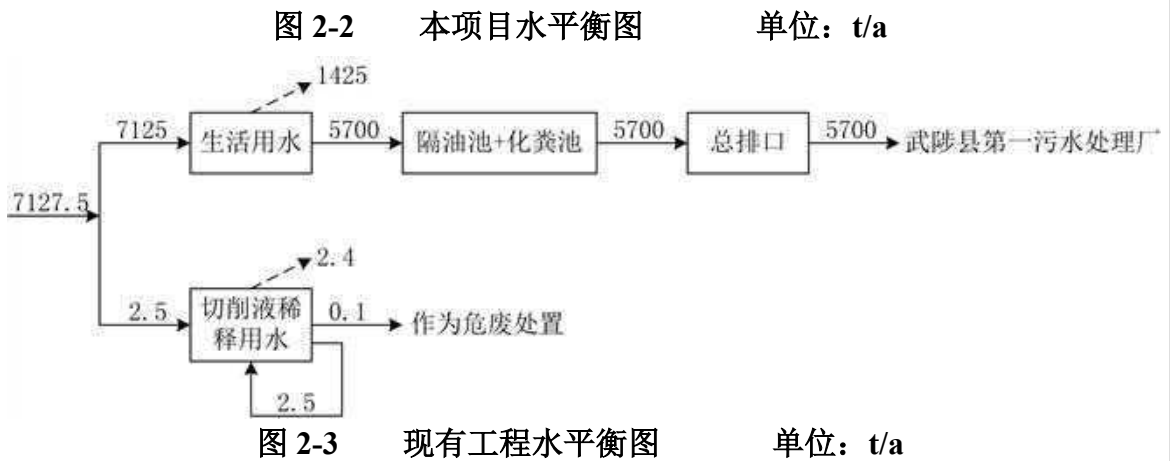 图 2-2 本项目水平衡图 单位：t/a
1425
7125 生活用水 5700 隔油池+化粪池 5700 总排口 5700 武陟县第一污水处理厂
7127.5
2.4
2.5 切削液稀释用水 0.1 作为危废处置
2.5
图 2-3 现有工程水平衡图 单位：t/a